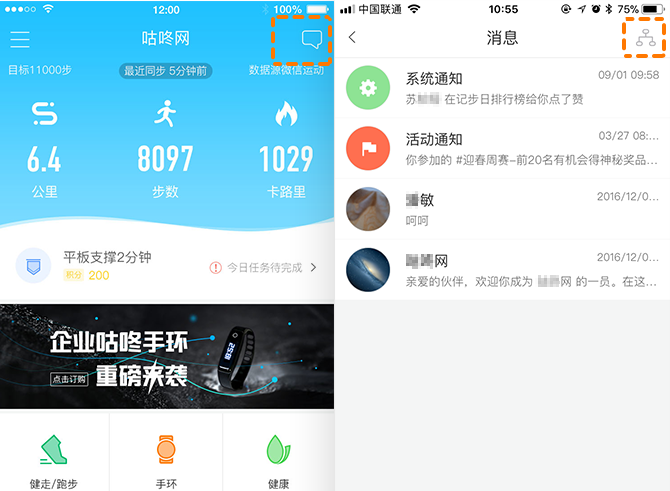 12:00
100%
咕咚网
目标11000步
最近同步 5分钟前
数据源微信运动
6.4
8097
1029
公里
步数
卡路里
平板支撑2分钟
积分 200
今日任务待完成
企业咕咚手环
点击订购 重磅来袭
18:52
健走/跑步
手环
健康
中国联通
10:55
75%
消息
系统通知
09/01 09:58
苏 在记步日排行榜给你点了赞
活动通知
03/27 08:...
你参加的 #迎春周赛-前20名有机会得神秘奖品...
敏
2016/12/0...
呵呵
网
2016/12/0...
亲爱的伙伴，欢迎你成为 网 的一员。在这...